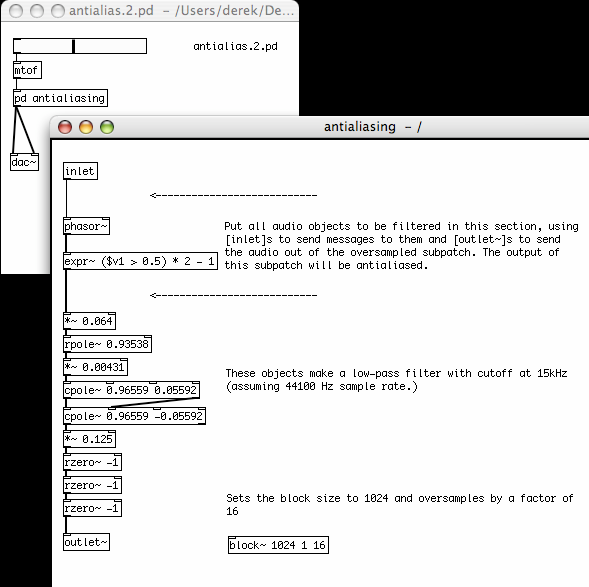 antialias.2.pd – /Users/derek/De...
antialias.2.pd
mtof
pd antialiasing
dac~
antialiasing – /
inlet
<---------------------------
phasor~
Put all audio objects to be filtered in this section, using
[inlet]s to send messages to them and [outlet~]s to send
the audio out of the oversampled subpatch. The output of
this subpatch will be antialiased.
expr~ ($v1 > 0.5) * 2 - 1
<---------------------------
*~ 0.064
rpole~ 0.93538
*~ 0.00431
These objects make a low-pass filter with cutoff at 15kHz
(assuming 44100 Hz sample rate.)
cpole~ 0.96559 0.05592
cpole~ 0.96559 -0.05592
*~ 0.125
rzero~ -1
rzero~ -1
rzero~ -1
Sets the block size to 1024 and oversamples by a factor of
16
outlet~
block~ 1024 1 16